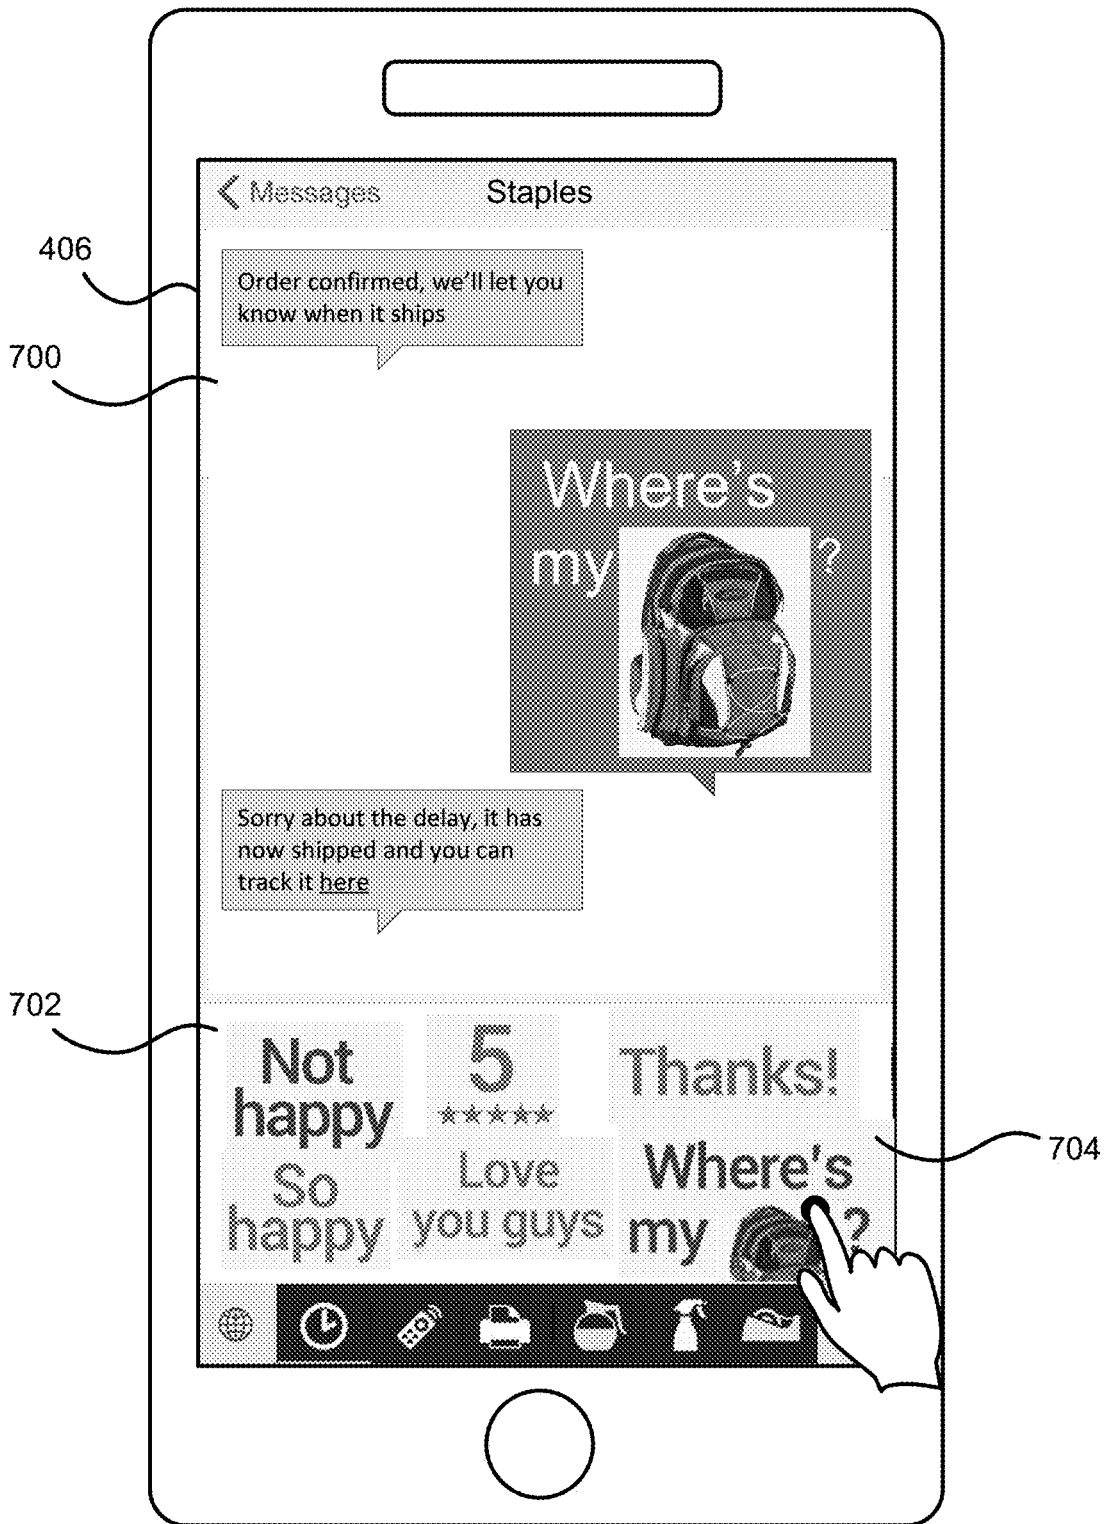 Messages
Staples
406
Order confirmed, we'll let you
know when it ships
700
Where's
my ?
Sorry about the delay, it has
now shipped and you can
track it here
702
Not
happy
5
★★★★★
Thanks!
So
happy
Love
you guys
Where's
my ?
704